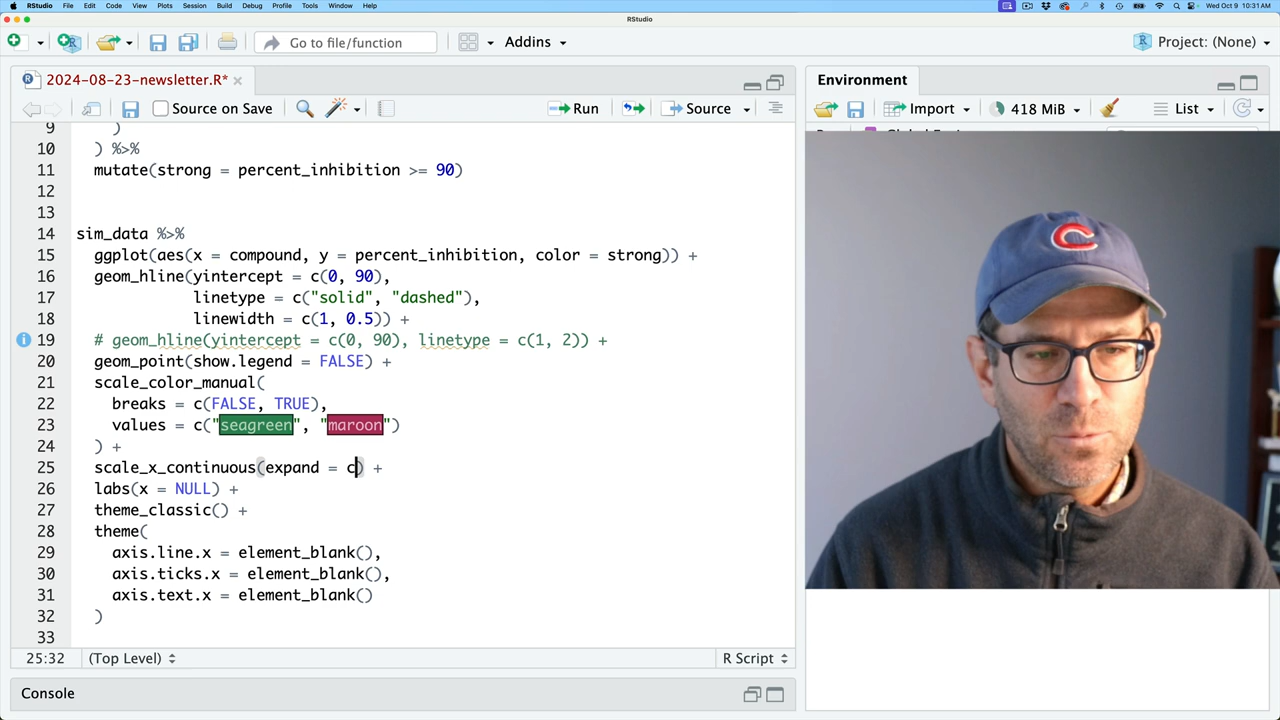 RStudio File Edit Code View Plots Session Build Debug Profile Tools Window Help Wed Oct 9 10:31 AM
RStudio
Go to file/function Addins Project: (None)
2024-08-23-newsletter.R*
Source on Save Run Source
9 )
10 ) %>%
11 mutate(strong = percent_inhibition >= 90)
12
13
14 sim_data %>%
15 ggplot(aes(x = compound, y = percent_inhibition, color = strong)) +
16 geom_hline(yintercept = c(0, 90),
17 linetype = c("solid", "dashed"),
18 linewidth = c(1, 0.5)) +
19 # geom_hline(yintercept = c(0, 90), linetype = c(1, 2)) +
20 geom_point(show.legend = FALSE) +
21 scale_color_manual(
22 breaks = c(FALSE, TRUE),
23 values = c("seagreen", "maroon")
24 ) +
25 scale_x_continuous(expand = c) +
26 labs(x = NULL) +
27 theme_classic() +
28 theme(
29 axis.line.x = element_blank(),
30 axis.ticks.x = element_blank(),
31 axis.text.x = element_blank()
32 )
33
25:32 (Top Level) R Script
Console
Environment
Import 418 MiB List
C